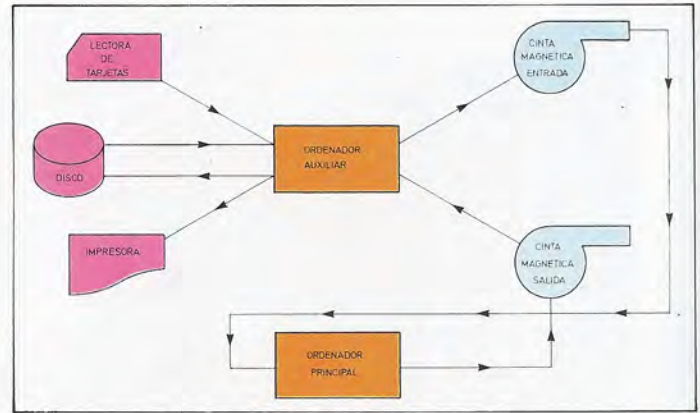 LECTORA
DE
TARJETAS
CINTA
MAGNETICA
ENTRADA
ORDENADOR
AUXILIAR
DISCO
IMPRESORA
CINTA
MAGNETICA
SALIDA
ORDENADOR
PRINCIPAL